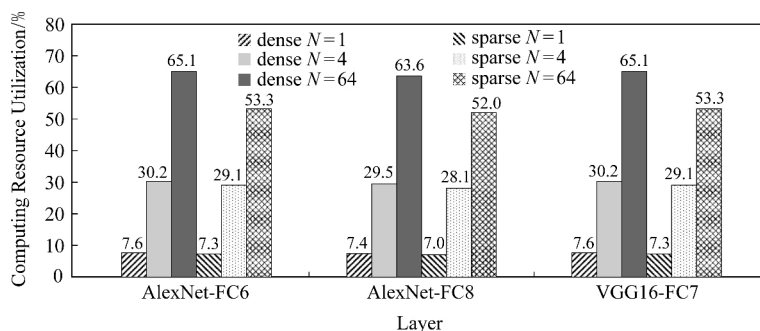 Computing Resource Utilization/%
80
70
60
50
40
30
20
10
0
dense N=1
dense N=4
dense N=64
sparse N=1
sparse N=4
sparse N=64
7.6
30.2
65.1
7.3
29.1
53.3
7.4
29.5
63.6
7.0
28.1
52.0
7.6
30.2
65.1
7.3
29.1
53.3
AlexNet-FC6
AlexNet-FC8
VGG16-FC7
Layer